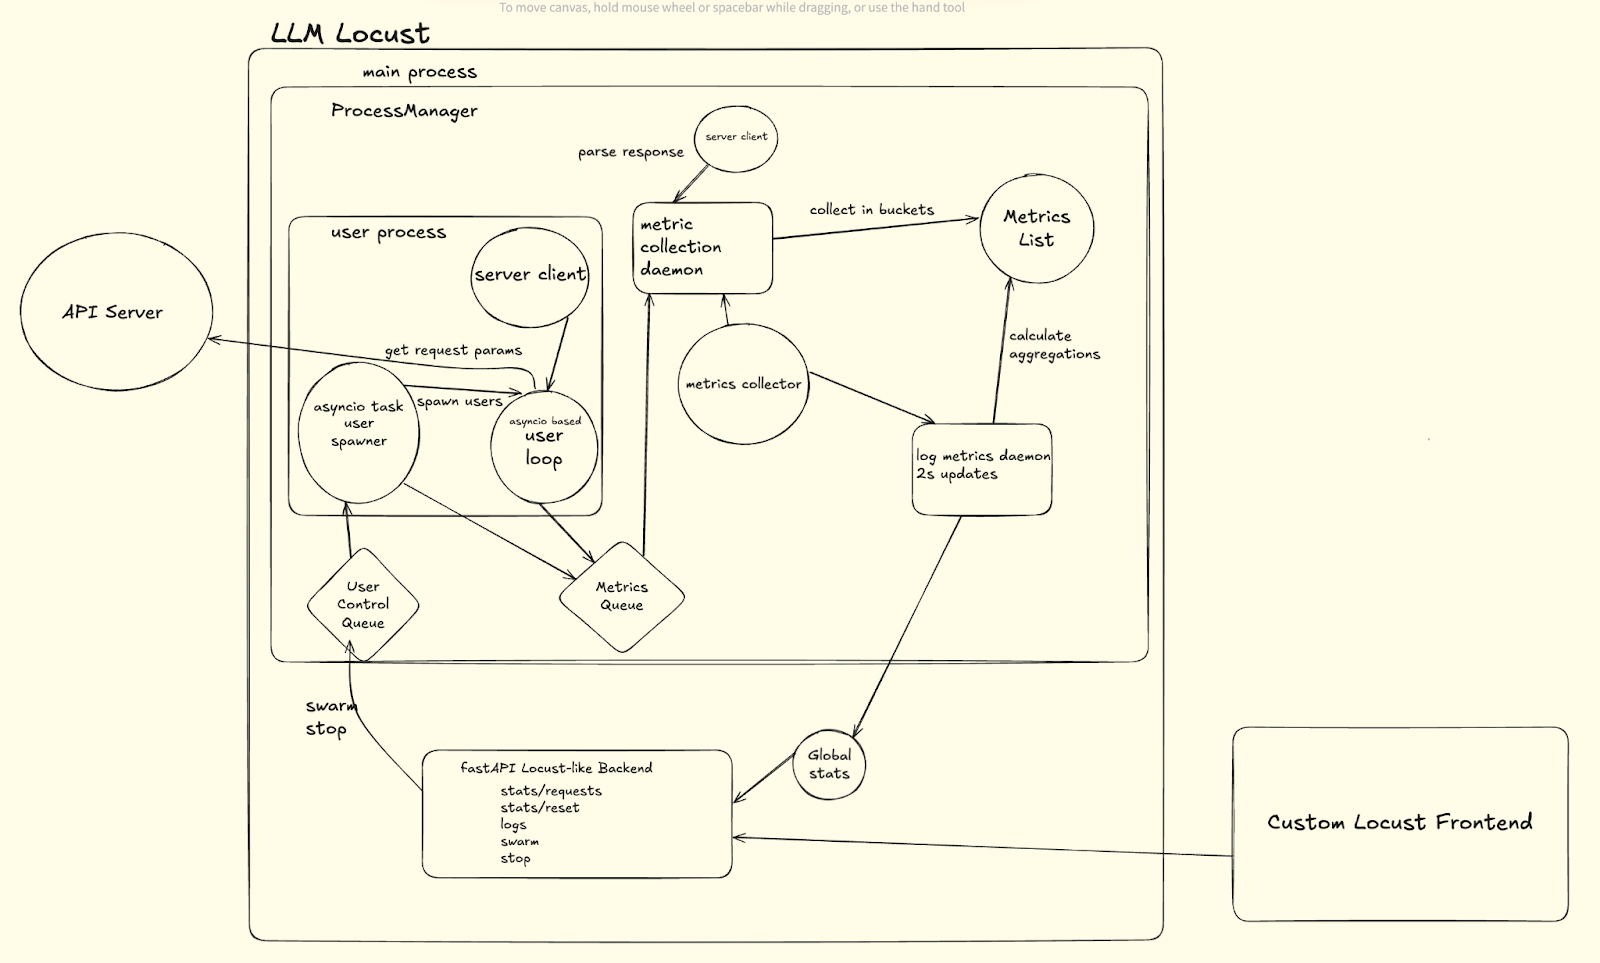 To move canvas, hold mouse wheel or spacebar while dragging, or use the hand tool
LLM Locust
main process
ProcessManager
server client
parse response
metric
collection
daemon
collect in buckets
Metrics
List
user process
server client
API Server
get request params
calculate
aggregations
asyncio task
user
spawner
spawn users
asyncio based
user
loop
metrics collector
log metrics daemon
2s updates
User
Control
Queue
Metrics
Queue
swarm
stop
Global
stats
fastAPI Locust-like Backend
stats/requests
stats/reset
logs
swarm
stop
Custom Locust Frontend